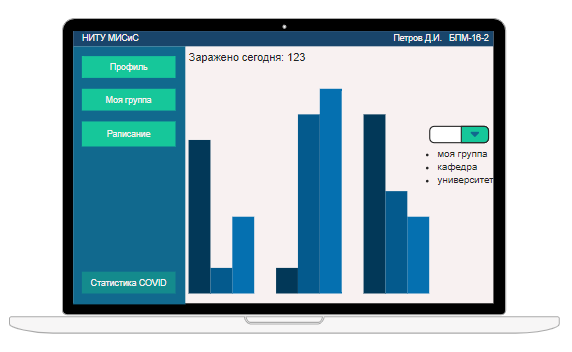 НИТУ МИСиС
Петров Д.И. БПМ-16-2
Профиль
Моя группа
Раписание
Статистика COVID
Заражено сегодня: 123
моя группа
кафедра
университет